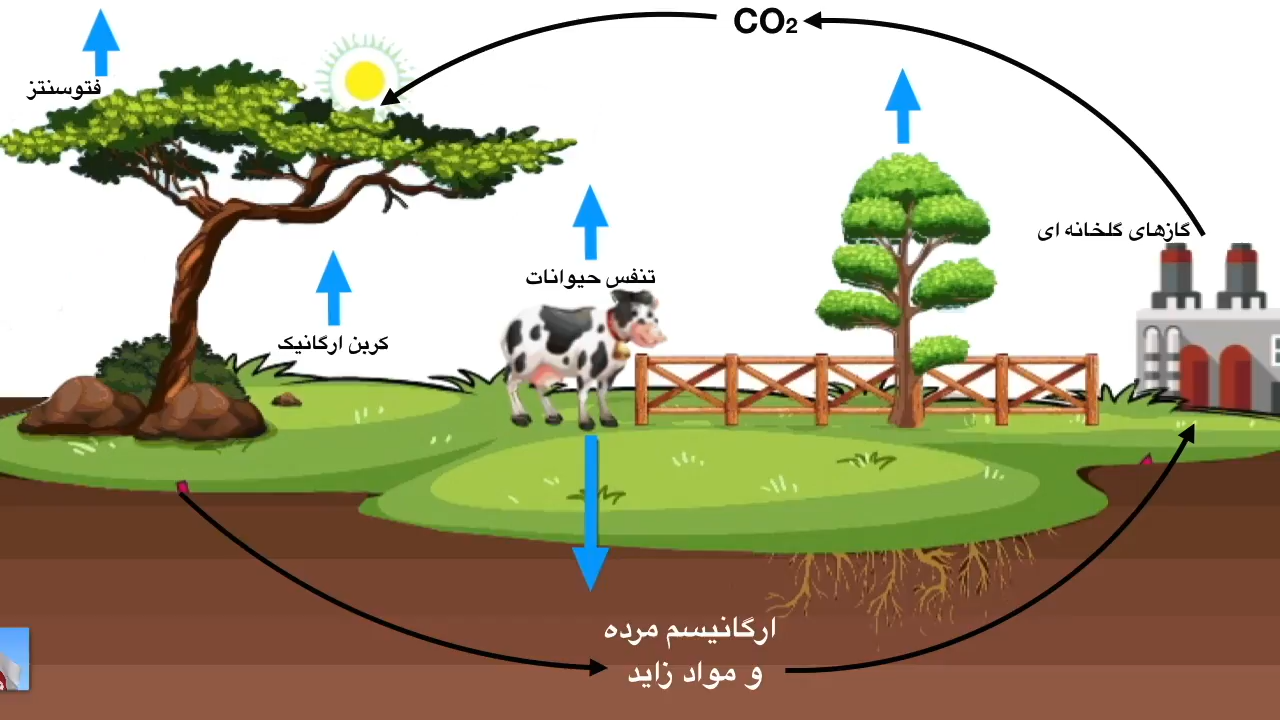 CO₂
فتوسنتز
گازهای گلخانه ای
تنفس حیوانات
کربن ارگانیک
ارگانیسم مرده
و مواد زاید